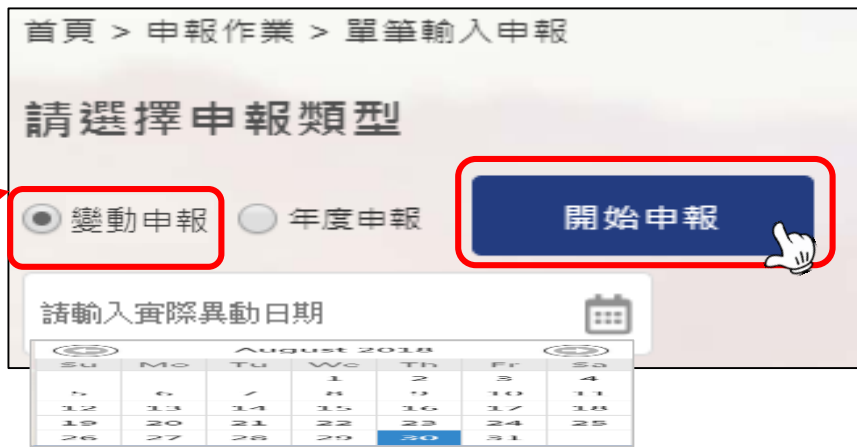 首頁 > 申報作業 > 單筆輸入申報
請選擇申報類型
變動申報 年度申報 開始申報
請輸入實際異動日期
August 2018
Su Mo Tu We Th Fr Sa
1 2 3 4
5 6 7 8 9 10 11
12 13 14 15 16 17 18
19 20 21 22 23 24 25
26 27 28 29 30 31